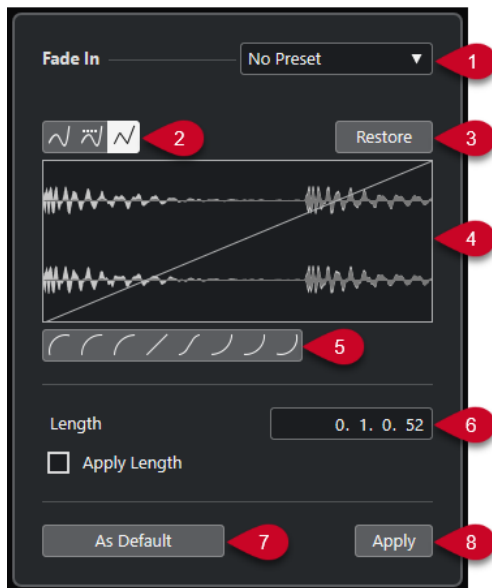 Fade In No Preset 1
2 Restore 3
4
5
Length 0. 1. 0. 52 6
Apply Length
As Default 7 Apply 8